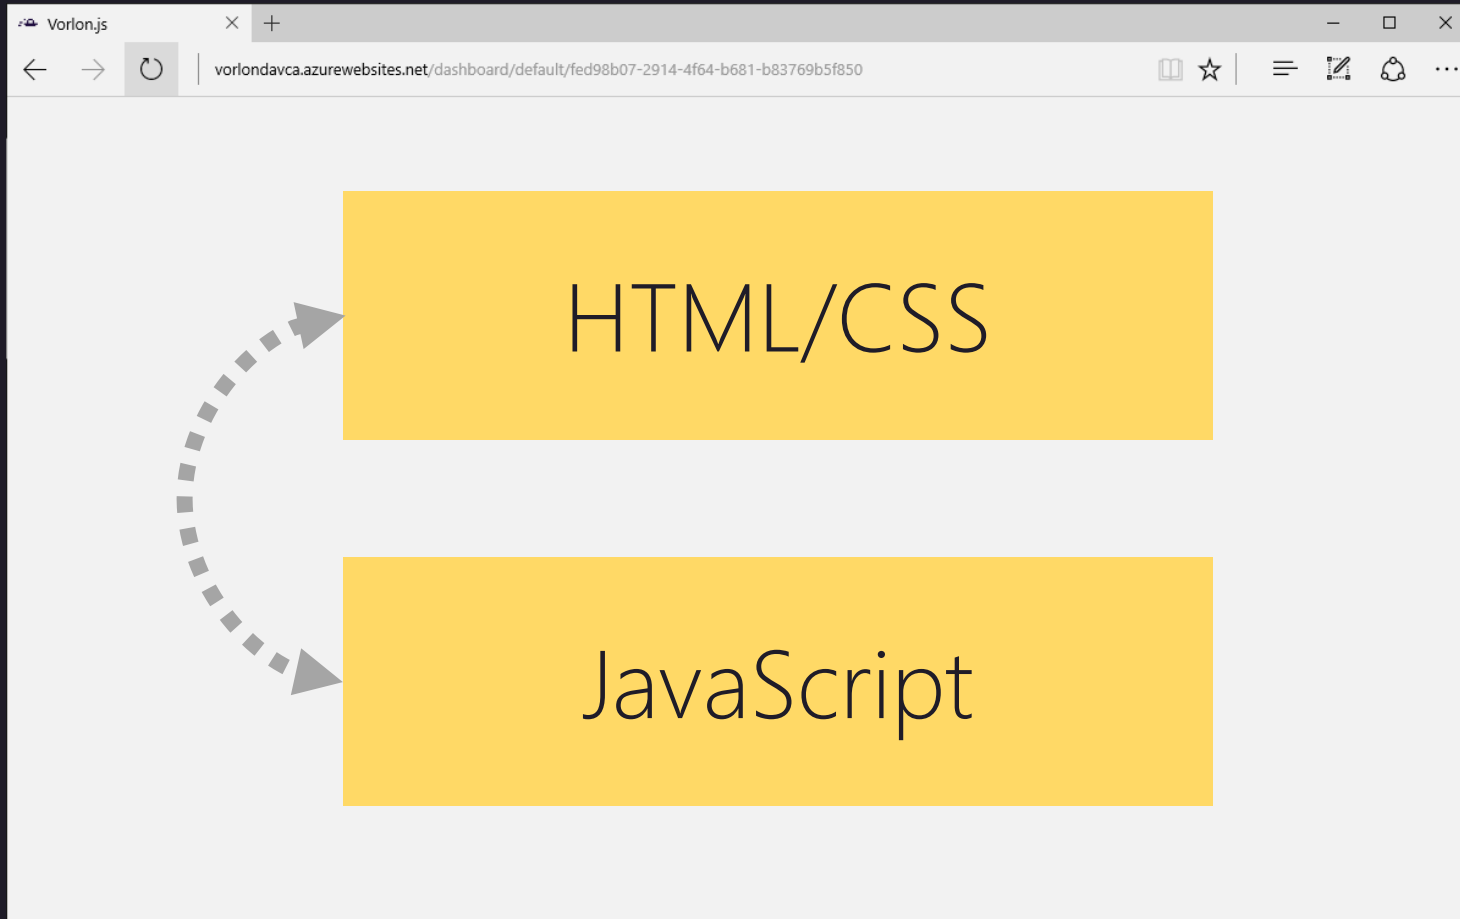 Vorlon.js
vorlondavca.azurewebsites.net/dashboard/default/fed98b07-2914-4f64-b681-b83769b5f850
HTML/CSS
JavaScript